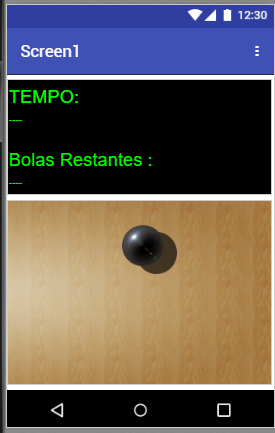 12:30
Screen1
TEMPO:
----
Bolas Restantes :
----